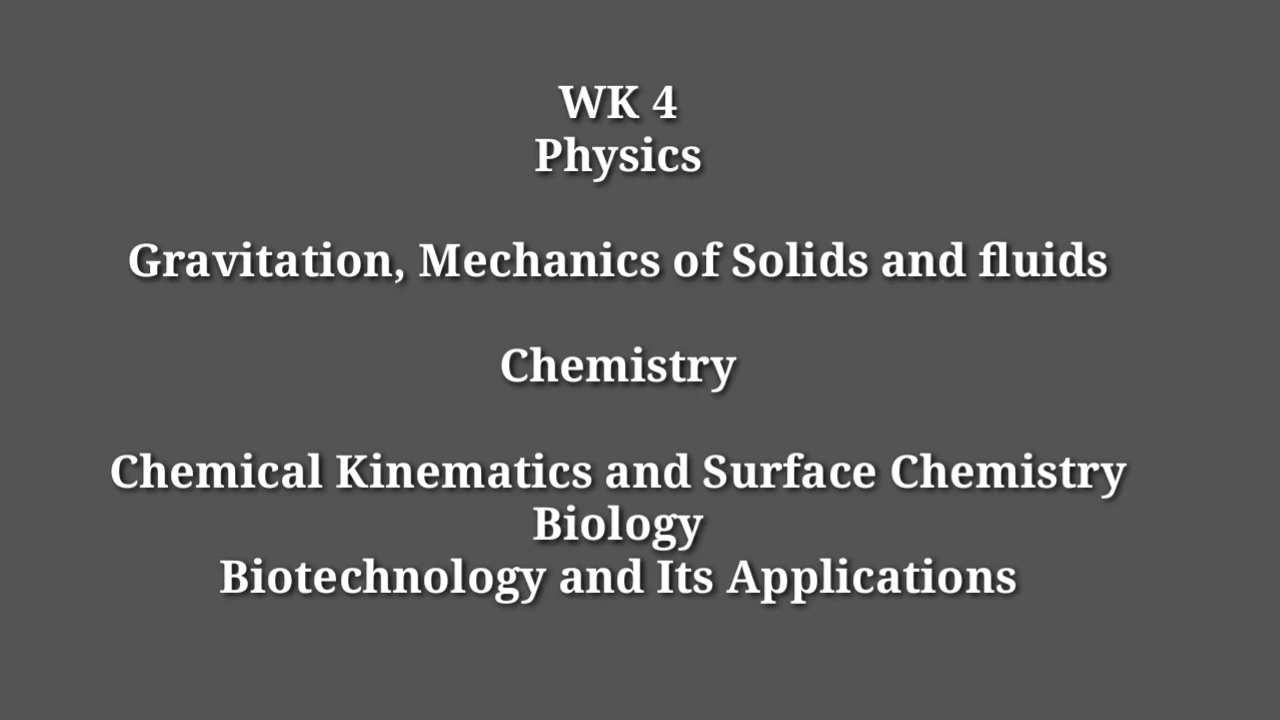 WK 4
Physics
Gravitation, Mechanics of Solids and fluids
Chemistry
Chemical Kinematics and Surface Chemistry
Biology
Biotechnology and Its Applications